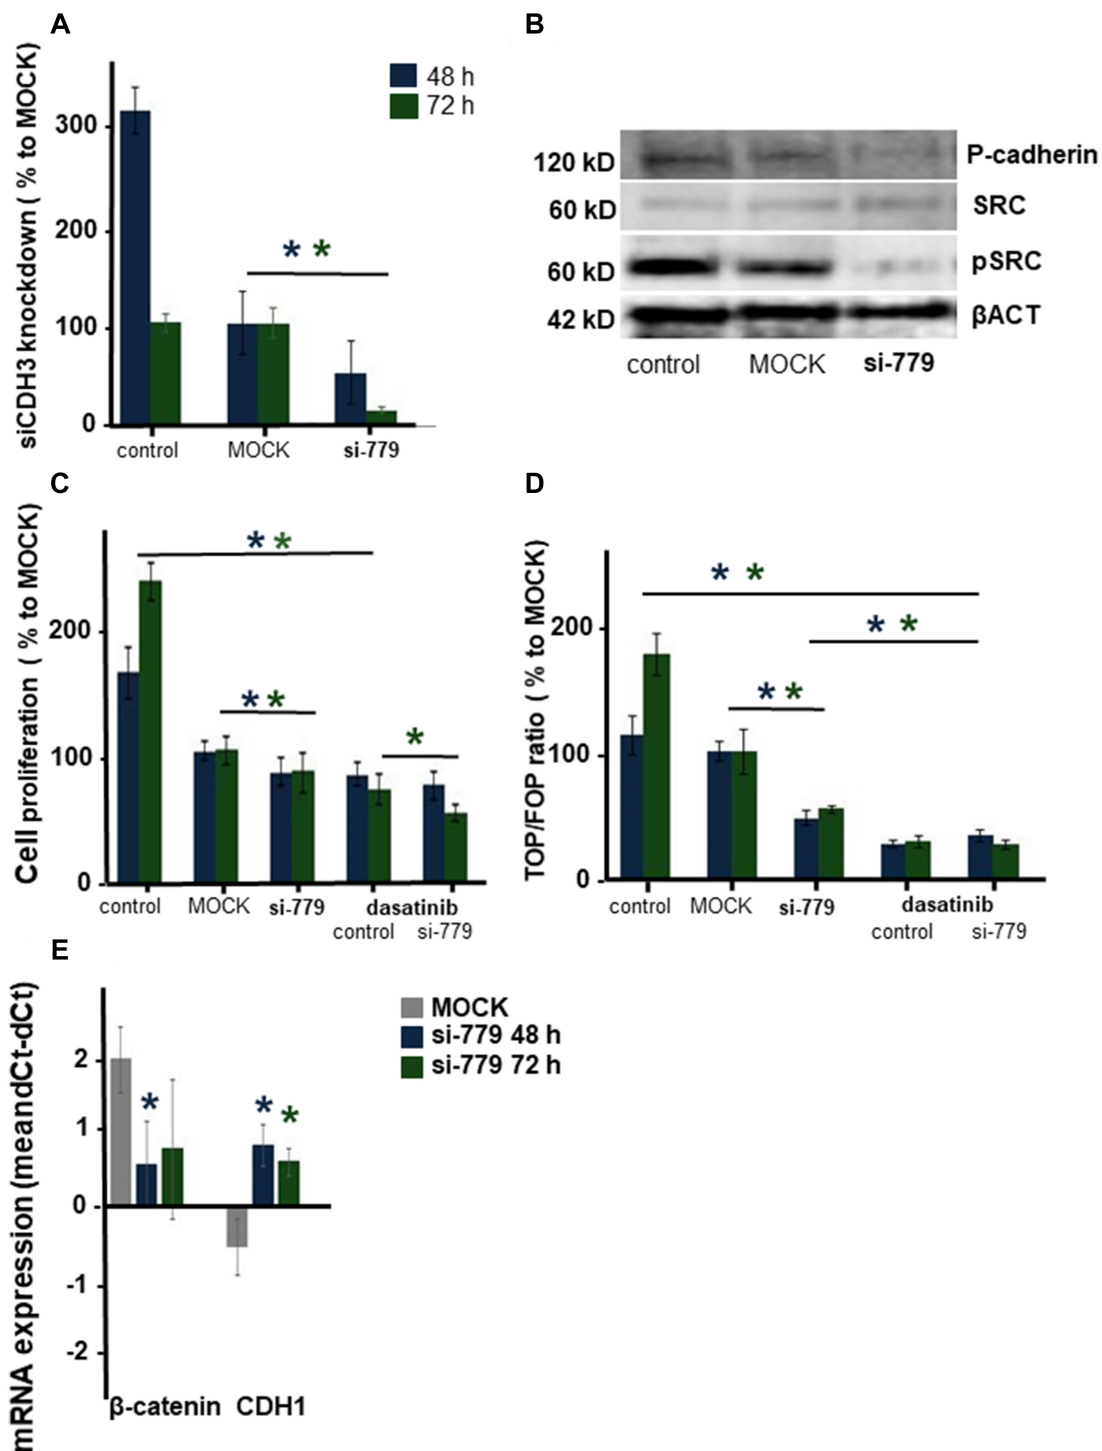 A
siCDH3 knockdown ( % to MOCK)
300
200
100
0
48 h
72 h
* *
control MOCK si-779
B
120 kD P-cadherin
60 kD SRC
60 kD pSRC
42 kD βACT
control MOCK si-779
C
Cell proliferation ( % to MOCK)
200
100
0
* *
* *
*
control MOCK si-779 dasatinib
control si-779
D
TOP/FOP ratio ( % to MOCK)
200
100
0
* *
* *
* *
control MOCK si-779 dasatinib
control si-779
E
mRNA expression (meandCt-dCt)
2
1
0
-1
-2
MOCK
si-779 48 h
si-779 72 h
* * *
β-catenin CDH1